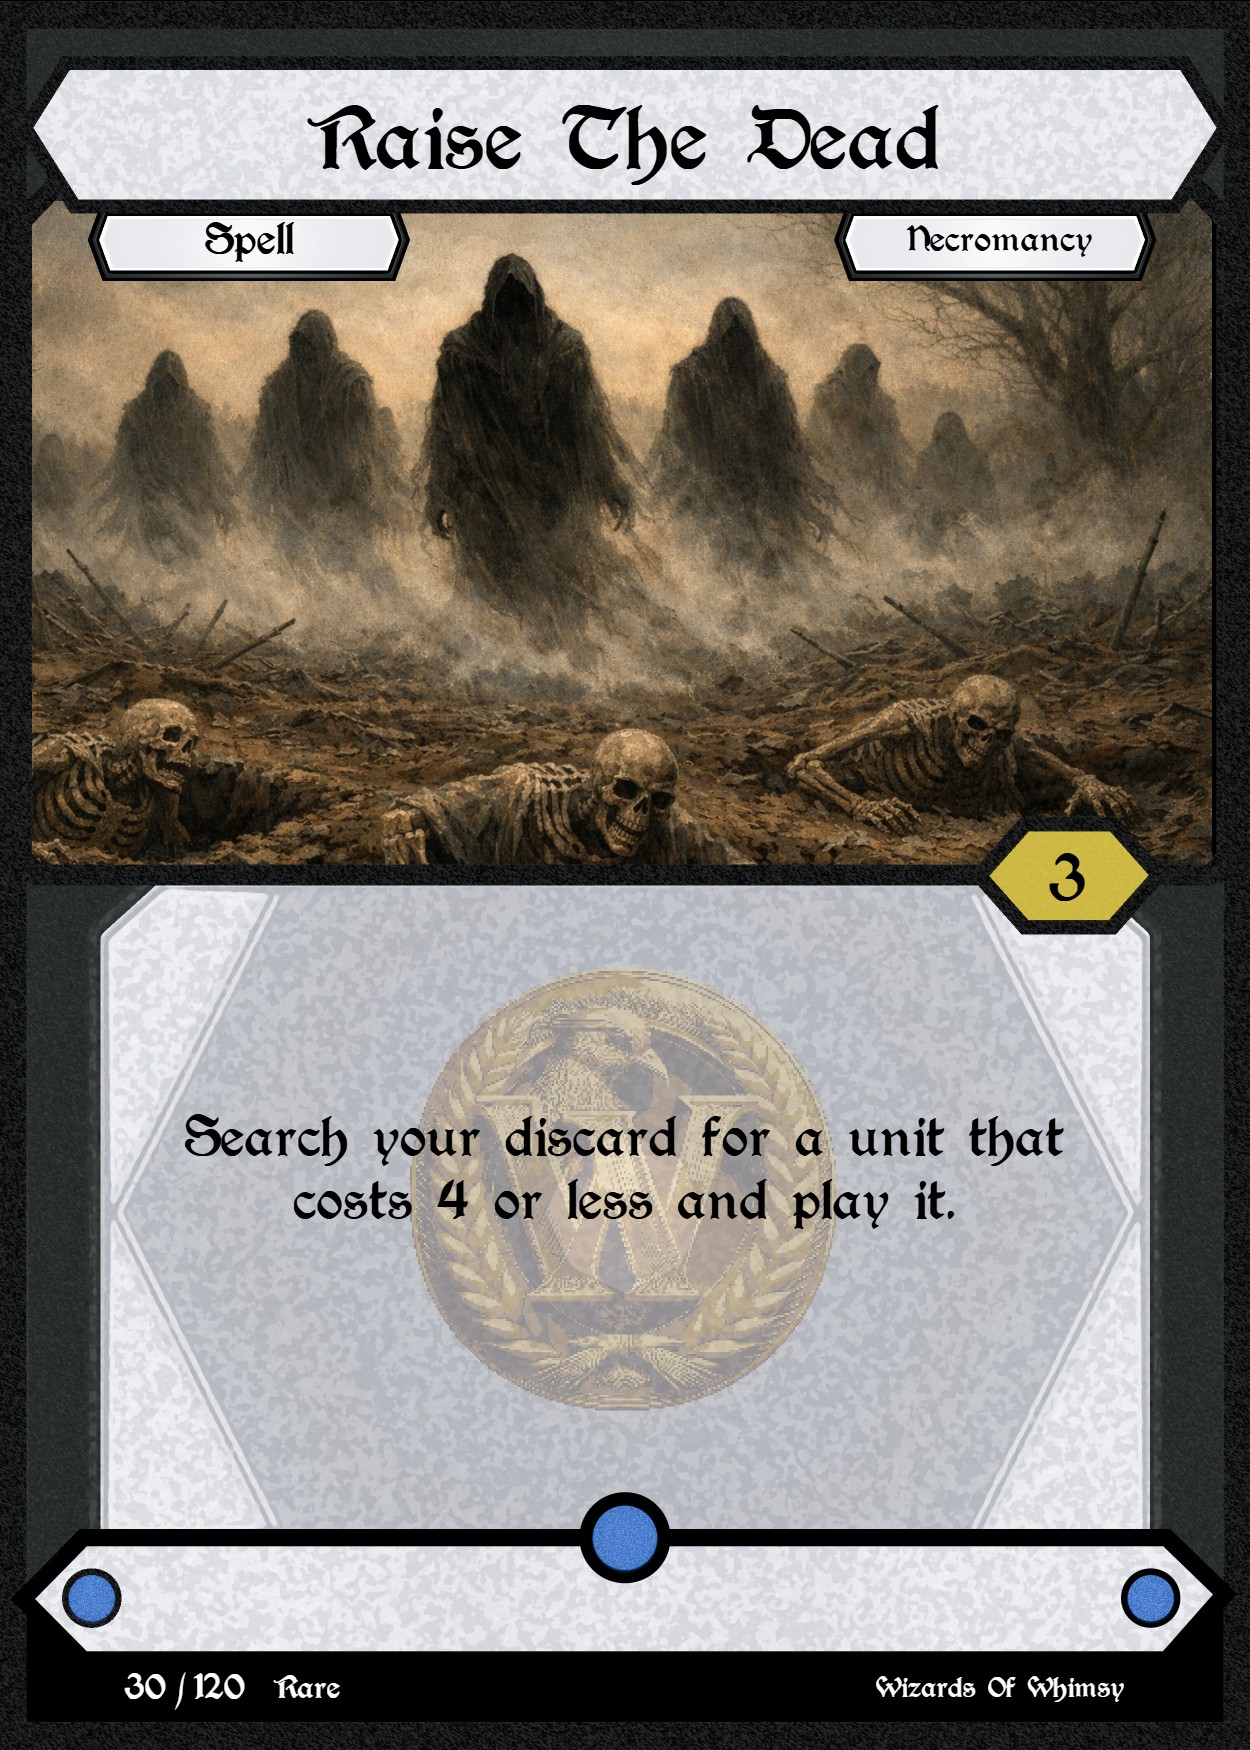 Raise The Dead
Spell
Necromancy
3
Search your discard for a unit that
costs 4 or less and play it.
W
30 / 120 Rare
Wizards Of Whimsy